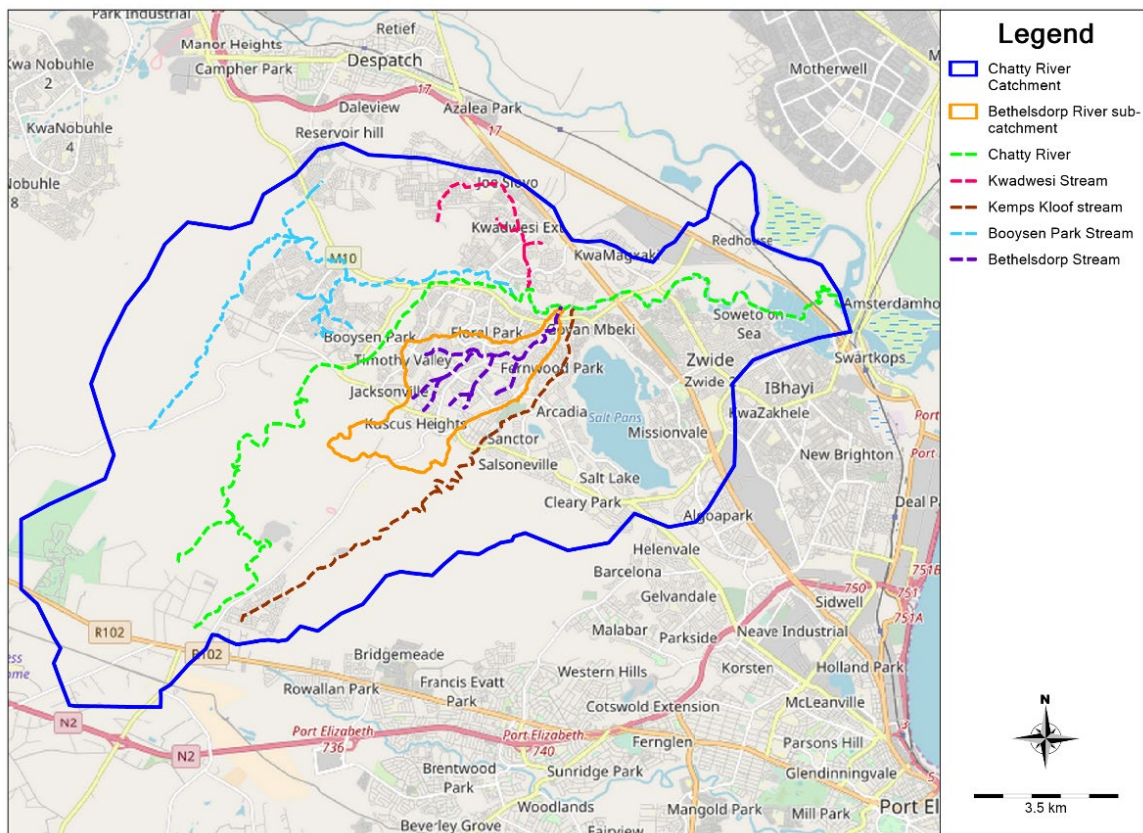 Park Industrial
Retief
Manor Heights
Campher Park
Despatch
Kwa Nobuhle
2
17
Motherwell
Daleview
Azalea Park
KwaNobuhle
4
Reservoir hill
17
Nobuhle
8
Joe Slovo
Kwadwesi Ext
M10
KwaMagxaki
Redhouse
Amsterdamho
Booysen Park
Floral Park
Govan Mbeki
Soweto on
Sea
Timothy Valley
Fernwood Park
Zwide
Swartkops
Zwide 2
IBhayi
Jacksonville
Arcadia
Salt Pans
KwaZakhele
Kuscus Heights
Sanctor
Missionvale
Salsoneville
New Brighton
Salt Lake
Cleary Park
Deal Pa
Algoapark
Helenvale
Barcelona
750
751B
751
751A
Gelvandale
Sidwell
R102
Malabar
Parkside
Neave Industrial
R102
Bridgemeade
Western Hills
Korsten
Holland Park
Rowallan Park
Francis Evatt
Park
Cotswold Extension
McLeanville
N2
Port Elizabeth
736
Port Elizabeth
740
Fernglen
Parsons Hill
N2
Brentwood
Park
Sunridge Park
Glendinningvale
Woodlands
Mangold Park
Mill Park
Port El
Beverley Grove
Fairview
Legend
Chatty River
Catchment
Bethelsdorp River sub-
catchment
Chatty River
Kwadwesi Stream
Kemps Kloof stream
Booysen Park Stream
Bethelsdorp Stream
N
3.5 km